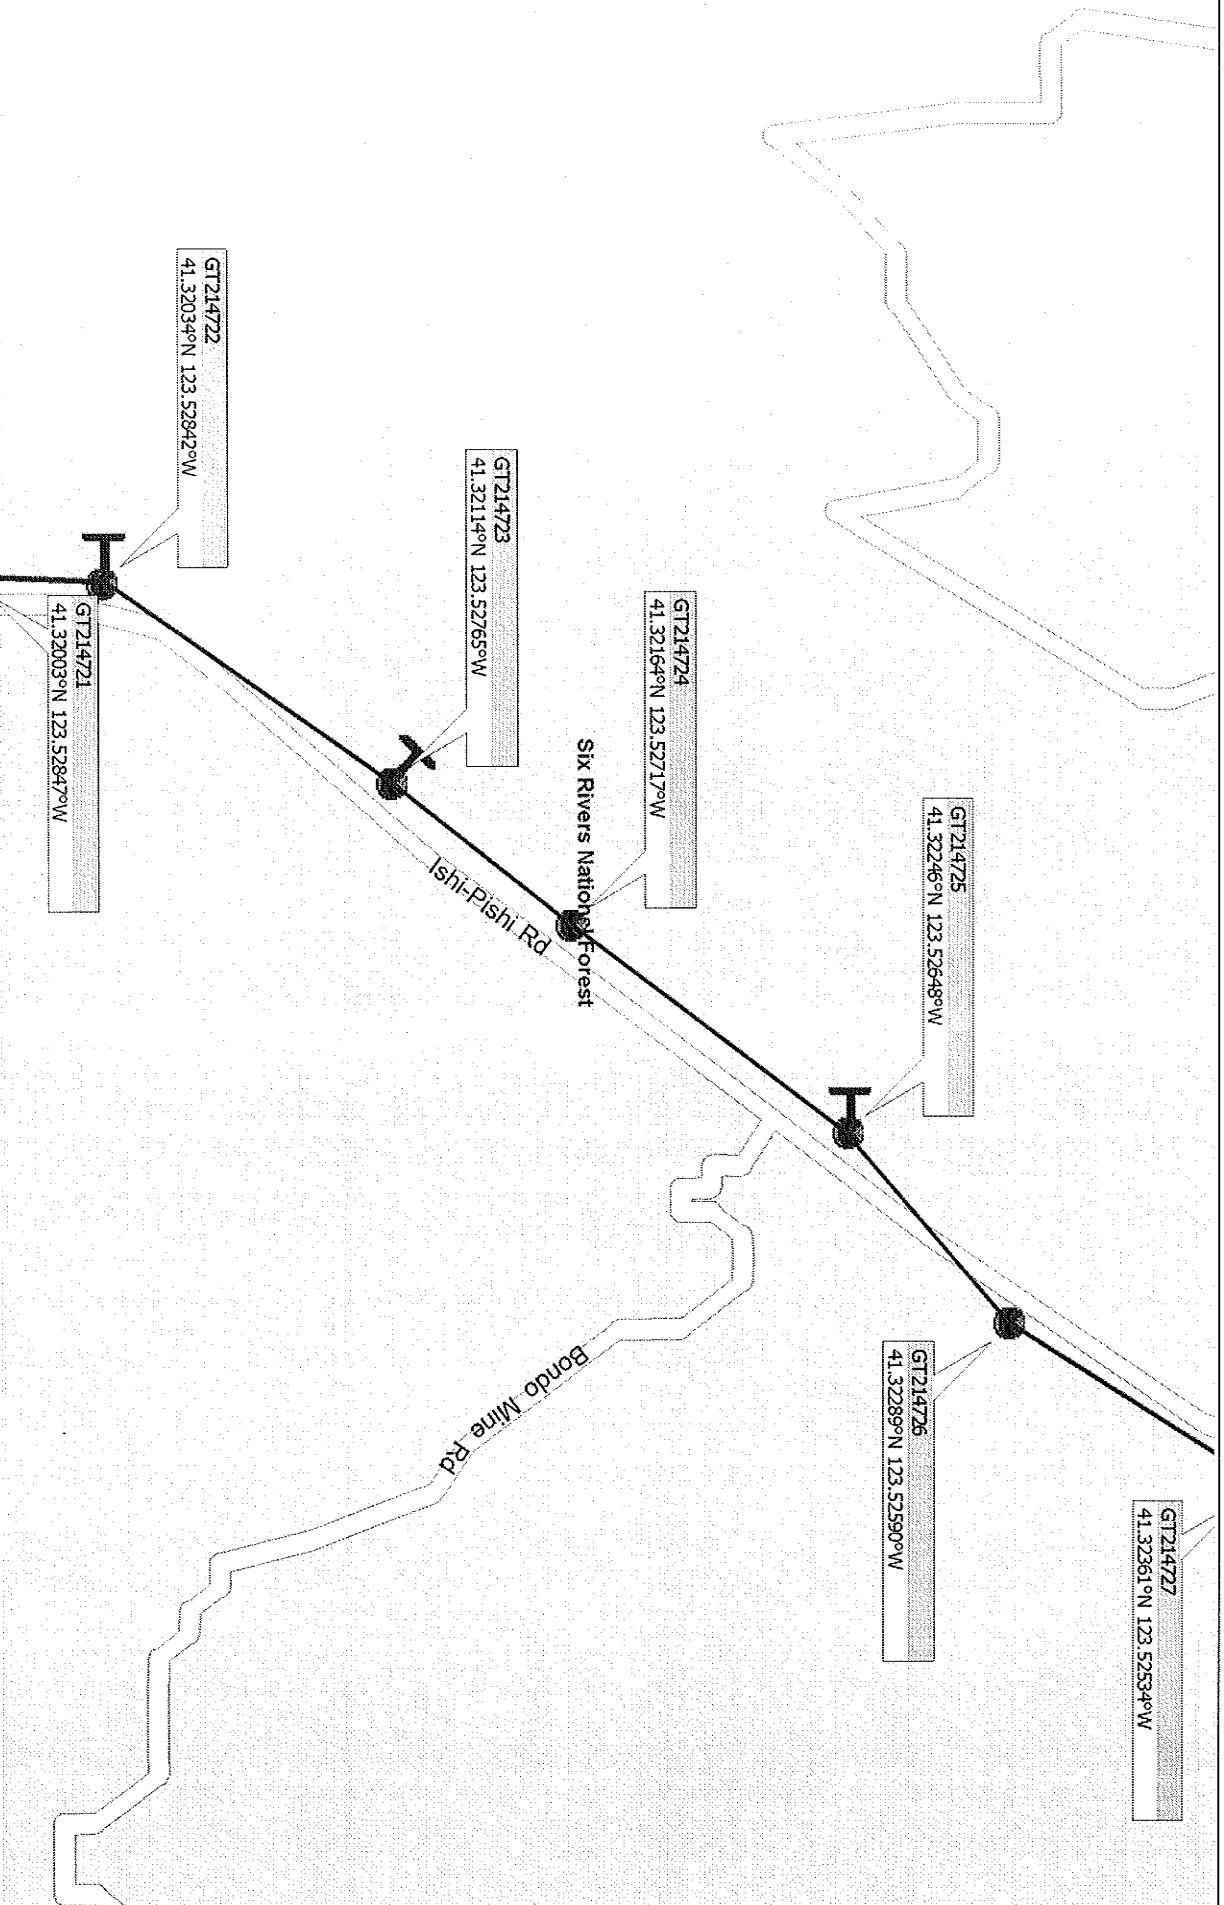 GT214722
41.32034°N 123.52842°W
GT214721
41.32003°N 123.52847°W
GT214723
41.32114°N 123.52765°W
GT214724
41.32164°N 123.52717°W
Six Rivers National Forest
Ishi-Pishi Rd
GT214725
41.32246°N 123.52648°W
GT214726
41.32289°N 123.52590°W
GT214727
41.32361°N 123.52534°W
Bondo Mine Rd